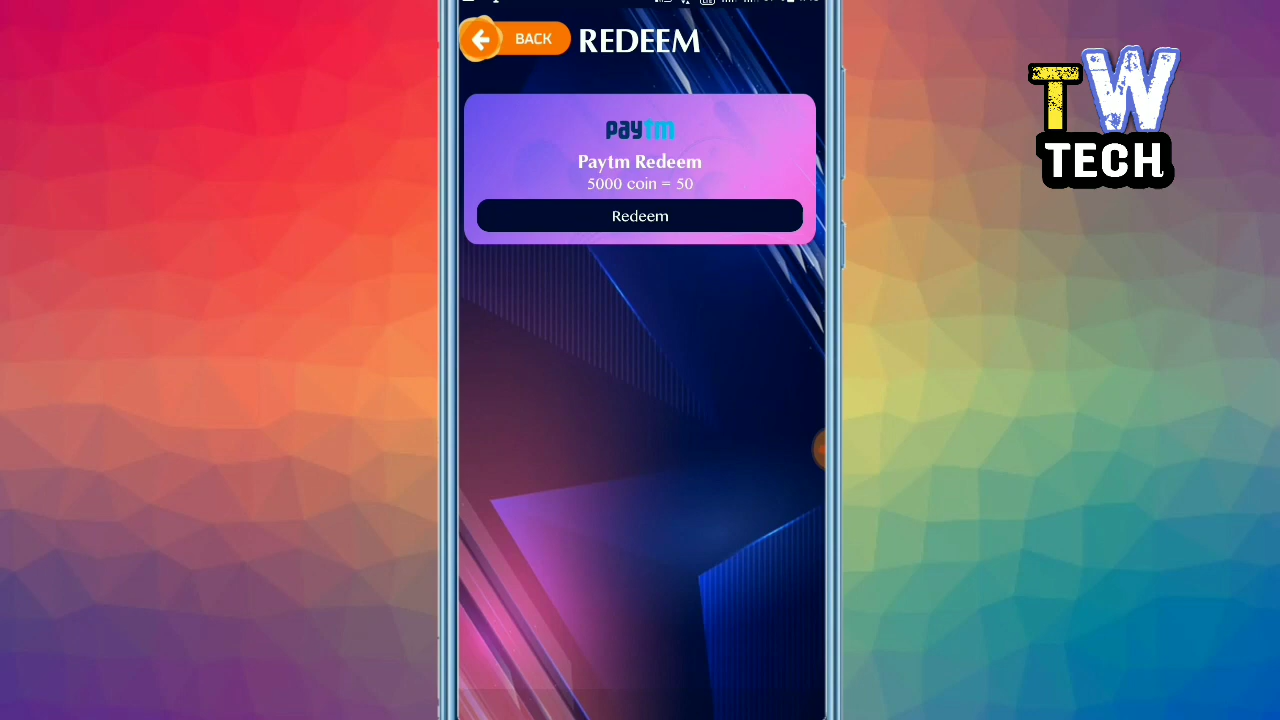 BACK
REDEEM
paytm
Paytm Redeem
5000 coin = 50
Redeem
TW
TECH